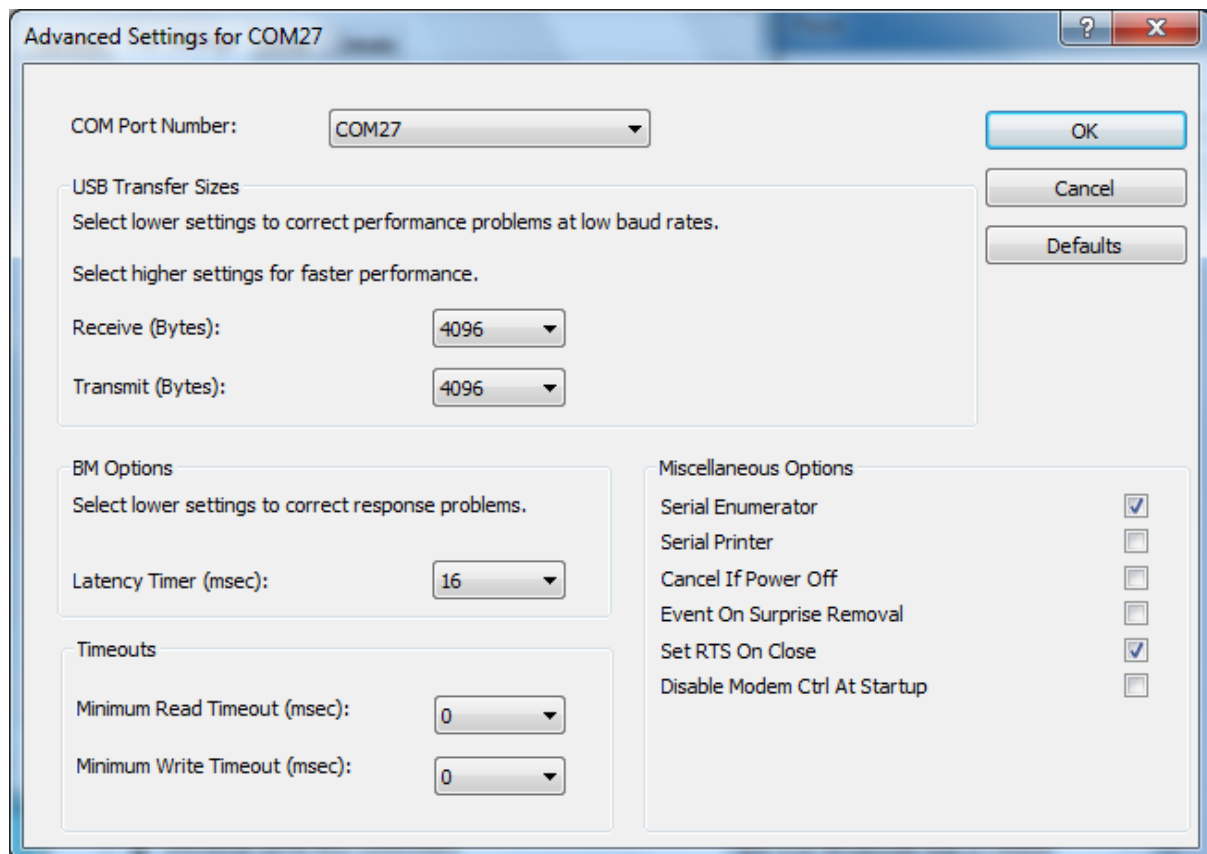 Advanced Settings for COM27
COM Port Number:
COM27
OK
USB Transfer Sizes
Cancel
Select lower settings to correct performance problems at low baud rates.
Defaults
Select higher settings for faster performance.
Receive (Bytes):
4096
Transmit (Bytes):
4096
BM Options
Select lower settings to correct response problems.
Latency Timer (msec):
16
Timeouts
Minimum Read Timeout (msec):
0
Minimum Write Timeout (msec):
0
Miscellaneous Options
Serial Enumerator
Serial Printer
Cancel If Power Off
Event On Surprise Removal
Set RTS On Close
Disable Modem Ctrl At Startup